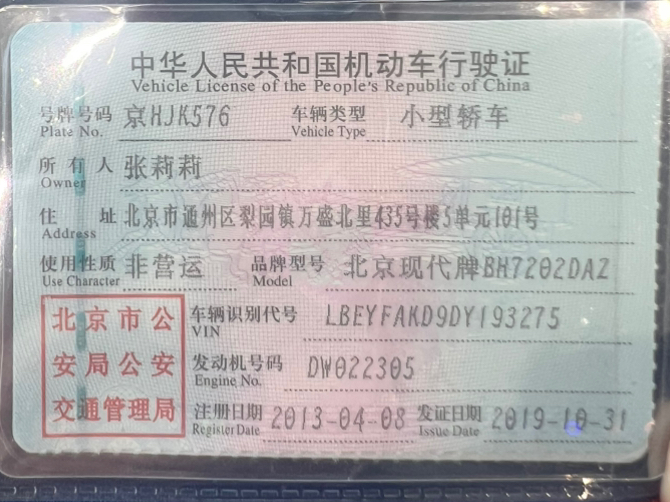 中华人民共和国机动车行驶证
Vehicle License of the People's Republic of China
号牌号码 京HJK576 车辆类型 小型轿车
Plate No. Vehicle Type
所有人 张莉莉
Owner
住址 北京市通州区梨园镇万盛北里435号楼5单元101号
Address
使用性质 非营运 品牌型号 北京现代牌BH7202DAZ
Use Character Model
北京市公 车辆识别代号 LBEYFAKD9DY193275
VIN
安局公安 发动机号码 DW022305
Engine No.
交通管理局 注册日期 2013-04-08 发证日期 2019-10-31
Register Date Issue Date